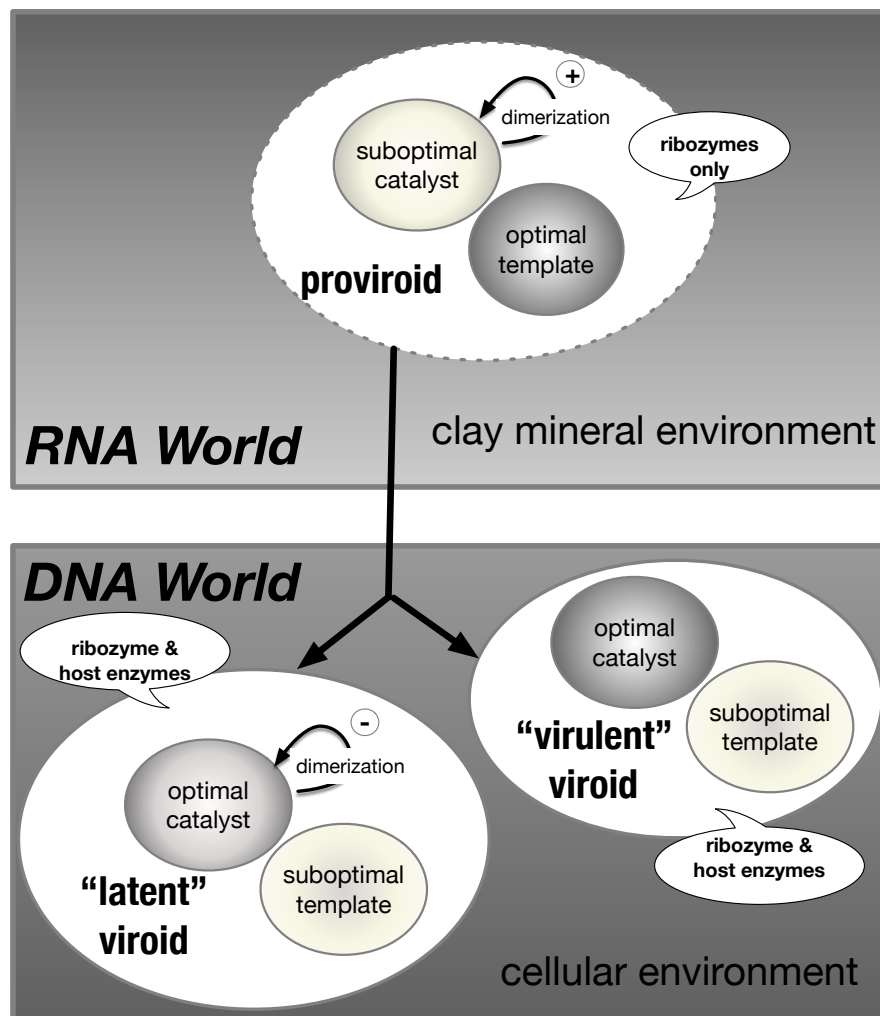 +
dimerization
suboptimal
catalyst
ribozymes
only
optimal
template
proviroid
RNA World
clay mineral environment
DNA World
ribozyme &
host enzymes
optimal
catalyst
suboptimal
template
"virulent"
viroid
ribozyme &
host enzymes
-
dimerization
optimal
catalyst
suboptimal
template
"latent"
viroid
cellular environment